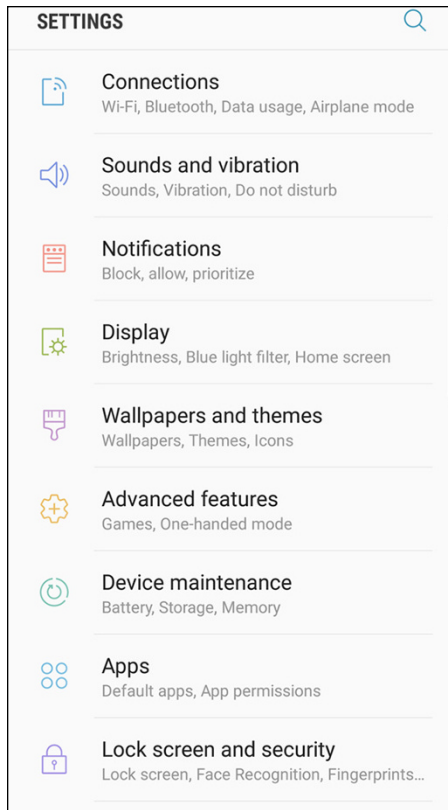 SETTINGS
Connections
Wi-Fi, Bluetooth, Data usage, Airplane mode
Sounds and vibration
Sounds, Vibration, Do not disturb
Notifications
Block, allow, prioritize
Display
Brightness, Blue light filter, Home screen
Wallpapers and themes
Wallpapers, Themes, Icons
Advanced features
Games, One-handed mode
Device maintenance
Battery, Storage, Memory
Apps
Default apps, App permissions
Lock screen and security
Lock screen, Face Recognition, Fingerprints...